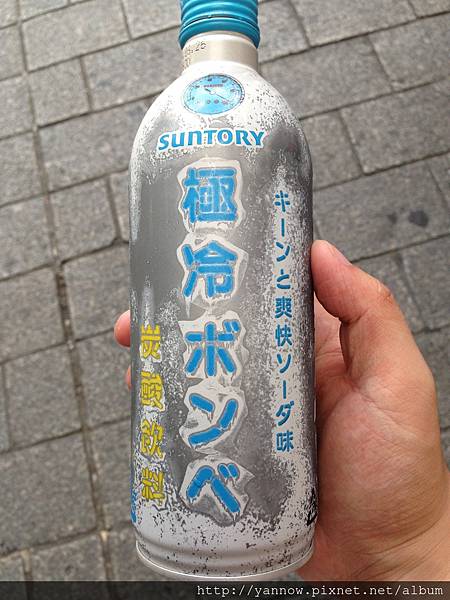 SUNTORY
極冷ボンベ
キーンと爽快ソーダ味
炭酸飲料
http://yannow.pixnet.net/album